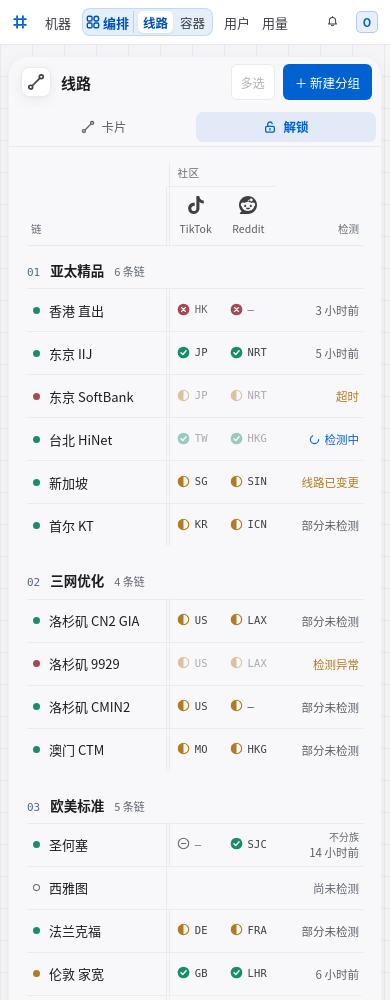 机器 编排 线路 容器 用户 用量 O
线路 多选 ＋ 新建分组
卡片 解锁
社区
链 TikTok Reddit 检测
01 亚太精品 6 条链
香港 直出 HK – 3 小时前
东京 IIJ JP NRT 5 小时前
东京 SoftBank JP NRT 超时
台北 HiNet TW HKG 检测中
新加坡 SG SIN 线路已变更
首尔 KT KR ICN 部分未检测
02 三网优化 4 条链
洛杉矶 CN2 GIA US LAX 部分未检测
洛杉矶 9929 US LAX 检测异常
洛杉矶 CMIN2 US – 部分未检测
澳门 CTM MO HKG 部分未检测
03 欧美标准 5 条链
不分族
圣何塞 – SJC 14 小时前
西雅图 尚未检测
法兰克福 DE FRA 部分未检测
伦敦 家宽 GB LHR 6 小时前